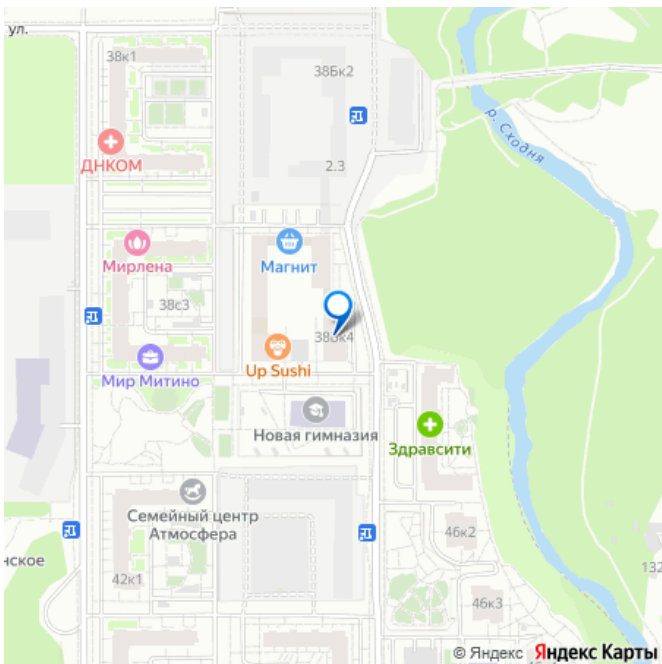 ул.
38к1
38Бк2
р. Сходня
ДНКОМ
2.3
Мирлена
Магнит
38с3
38Бк4
Мир Митино
Up Sushi
Новая гимназия
Здравсити
Семейный центр
Атмосфера
46к2
нское
132
42к1
46к3
© Яндекс Яндекс Карты